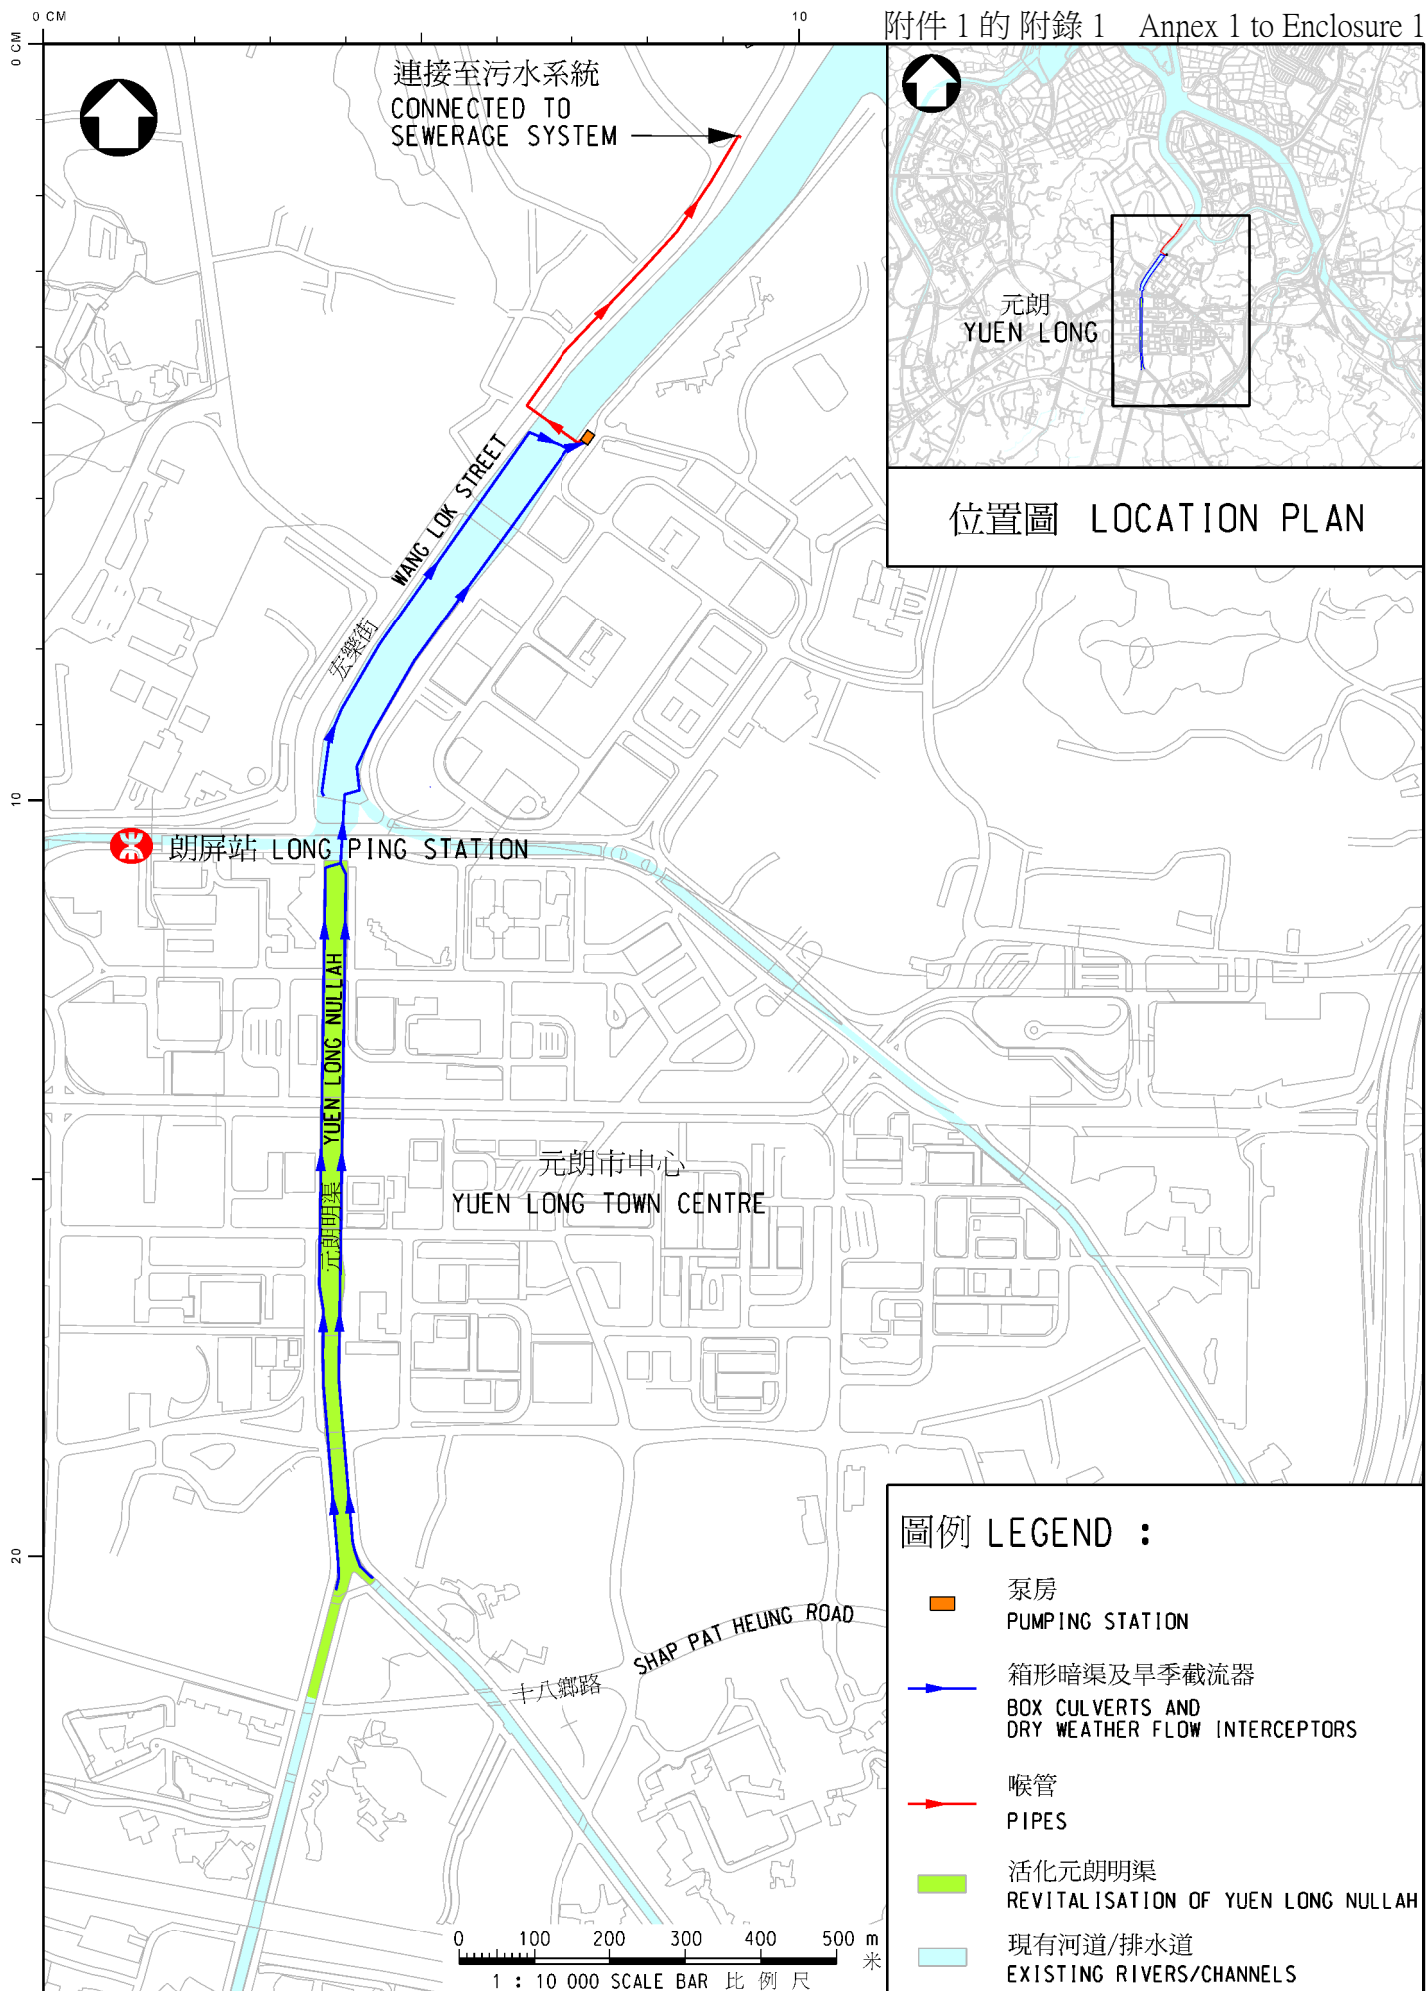 0 CM
10
附件 1 的 附錄 1 Annex 1 to Enclosure 1
0 CM
10
20
連接至污水系統
CONNECTED TO
SEWERAGE SYSTEM
元朗
YUEN LONG
位置圖 LOCATION PLAN
WANG LOK STREET
宏樂街
朗屏站 LONG PING STATION
YUEN LONG NULLAH
元朗明渠
元朗市中心
YUEN LONG TOWN CENTRE
SHAP PAT HEUNG ROAD
十八鄉路
圖例 LEGEND :
泵房
PUMPING STATION
箱形暗渠及旱季截流器
BOX CULVERTS AND
DRY WEATHER FLOW INTERCEPTORS
喉管
PIPES
活化元朗明渠
REVITALISATION OF YUEN LONG NULLAH
現有河道/排水道
EXISTING RIVERS/CHANNELS
0 100 200 300 400 500 m
米
1 : 10 000 SCALE BAR 比 例 尺